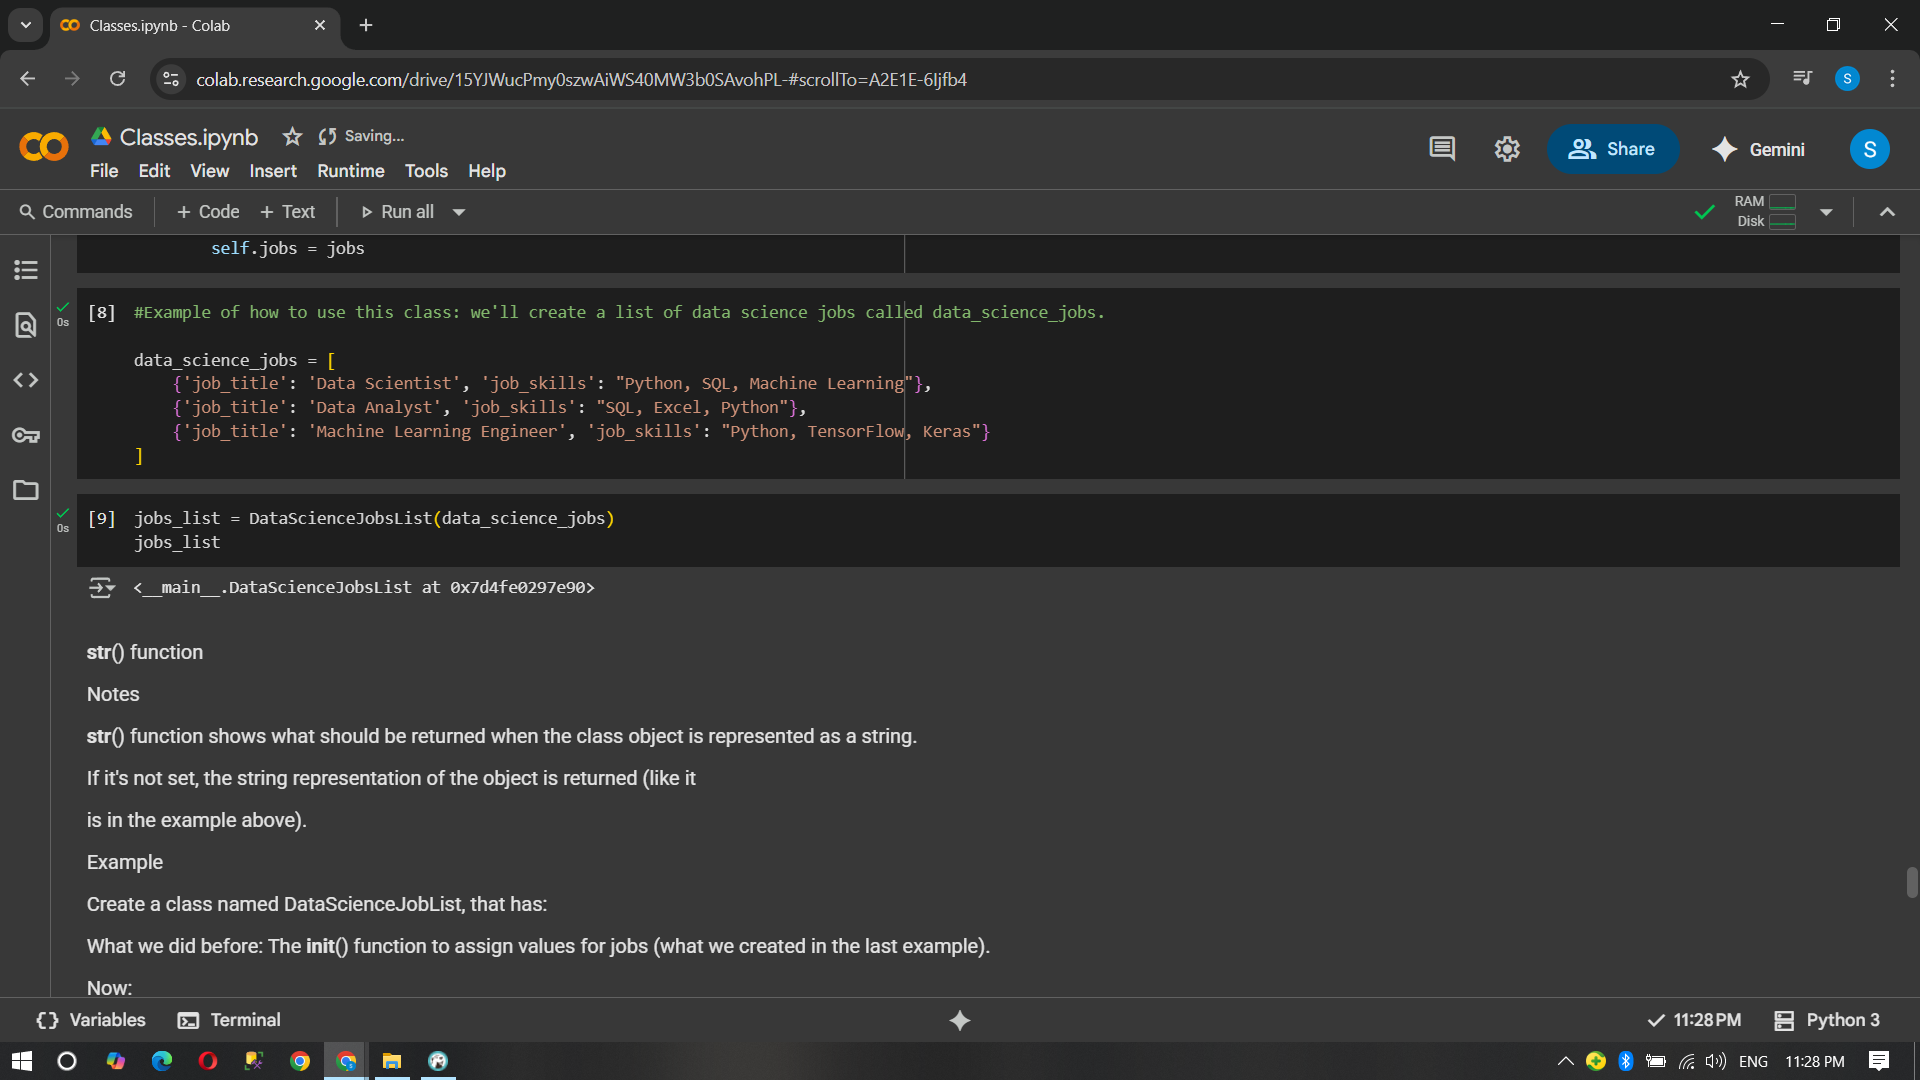 Classes.ipynb - Colab
colab.research.google.com/drive/15YJWucPmy0szwAiWS40MW3b0SAvohPL-#scrollTo=A2E1E-6Ijfb4
S
Classes.ipynb
Saving...
Share
Gemini
S
File Edit View Insert Runtime Tools Help
Commands
+ Code + Text
Run all
RAM
Disk
self.jobs = jobs
[8] #Example of how to use this class: we'll create a list of data science jobs called data_science_jobs.
0s
data_science_jobs = [
{'job_title': 'Data Scientist', 'job_skills': "Python, SQL, Machine Learning"},
{'job_title': 'Data Analyst', 'job_skills': "SQL, Excel, Python"},
{'job_title': 'Machine Learning Engineer', 'job_skills': "Python, TensorFlow, Keras"}
]
[9] jobs_list = DataScienceJobsList(data_science_jobs)
0s
jobs_list
<__main__.DataScienceJobsList at 0x7d4fe0297e90>
str() function
Notes
str() function shows what should be returned when the class object is represented as a string.
If it's not set, the string representation of the object is returned (like it
is in the example above).
Example
Create a class named DataScienceJobList, that has:
What we did before: The init() function to assign values for jobs (what we created in the last example).
Now:
Variables Terminal
11:28 PM
Python 3
ENG
11:28 PM